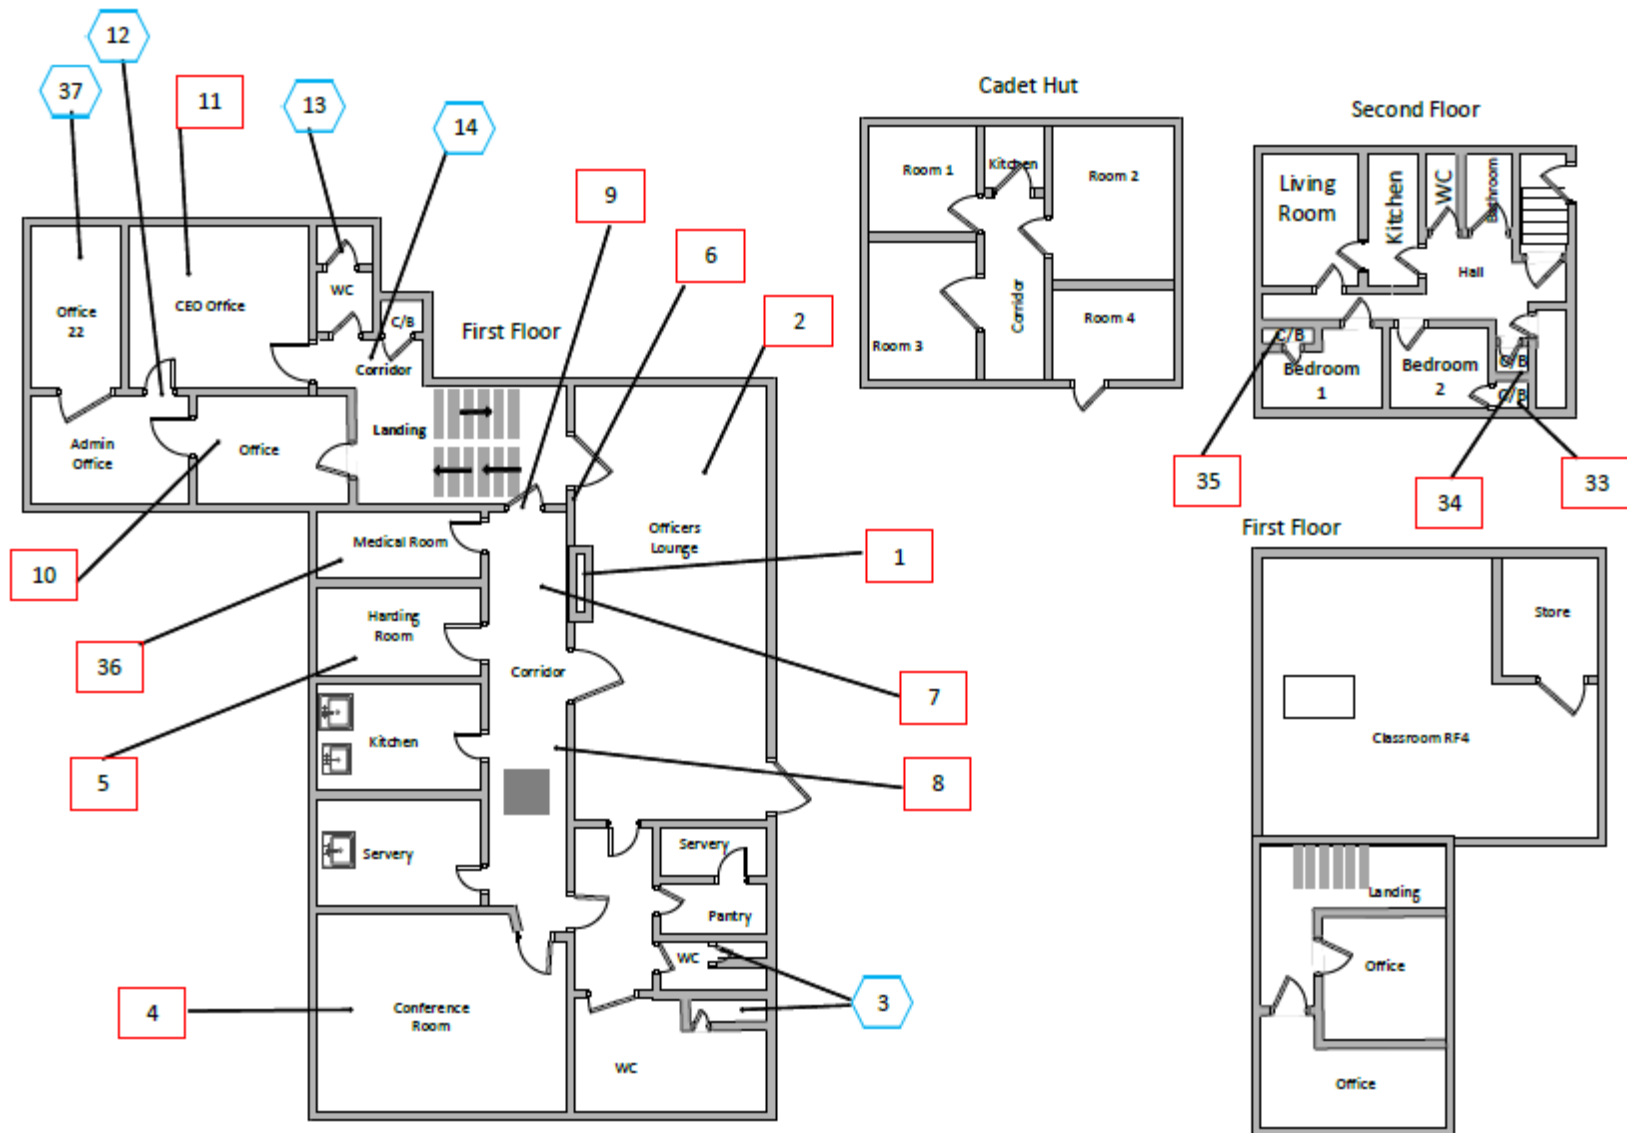 12
37
11
13
14
9
6
2
Cadet Hut
Second Floor
Room 1
Kitchen
Room 2
Corridor
Room 3
Room 4
Living
Room
Kitchen
WC
Bathroom
Hall
C/B
Bedroom
1
Bedroom
2
C/B
C/B
35
34
33
Office
22
CEO Office
WC
C/B
First Floor
Corridor
Landing
Admin
Office
Office
10
Medical Room
Officers
Lounge
1
36
Harding
Room
Corridor
7
5
Kitchen
8
Servery
Servery
Pantry
WC
3
4
Conference
Room
WC
First Floor
Store
Classroom RF4
Landing
Office
Office